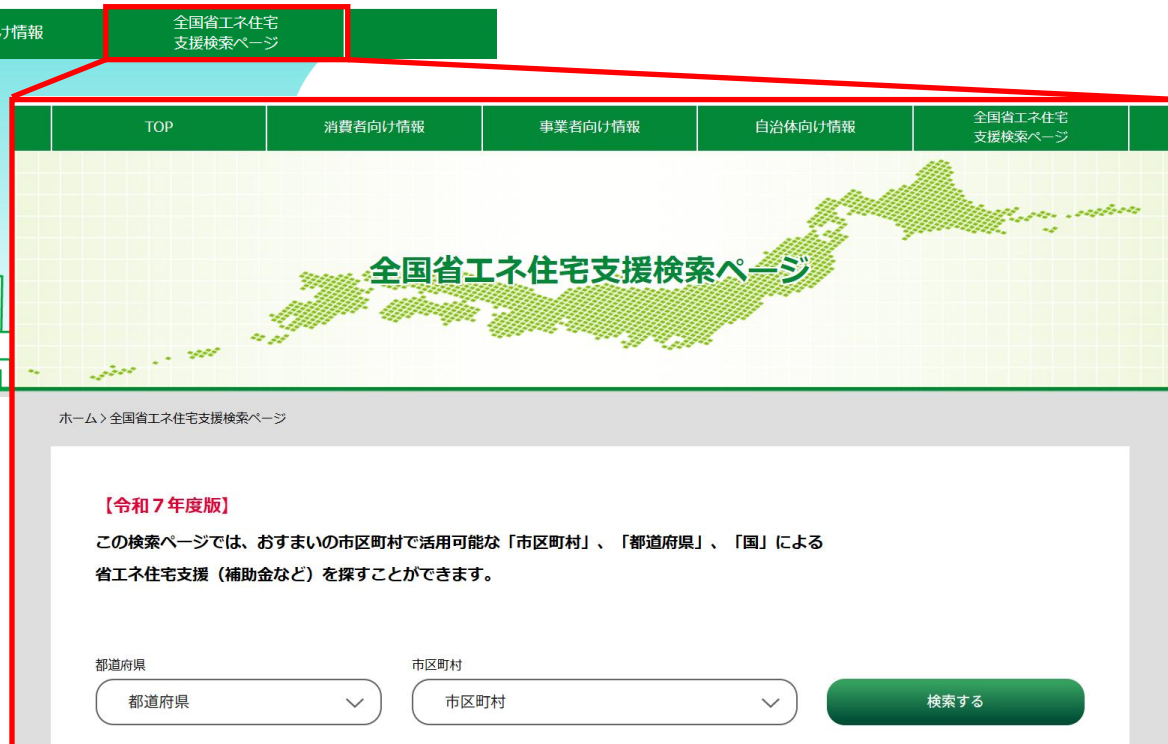 け情報
全国省エネ住宅
支援検索ページ
TOP
消費者向け情報
事業者向け情報
自治体向け情報
全国省エネ住宅
支援検索ページ
全国省エネ住宅支援検索ページ
ホーム〉全国省エネ住宅支援検索ページ
【令和７年度版】
この検索ページでは、おすまいの市区町村で活用可能な「市区町村」、「都道府県」、「国」による
省エネ住宅支援（補助金など）を探すことができます。
都道府県
市区町村
都道府県
市区町村
検索する